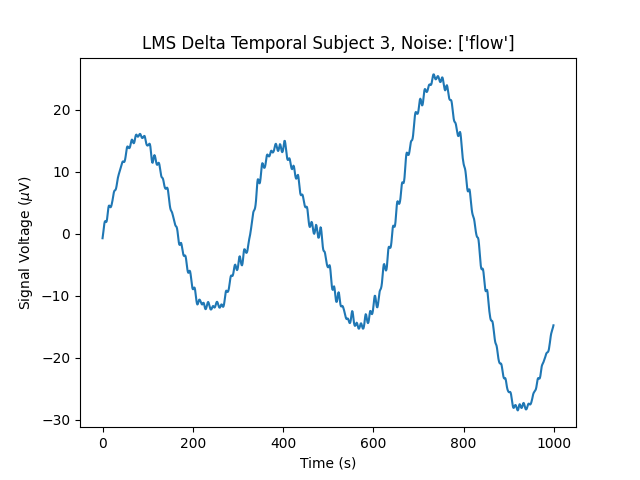 LMS Delta Temporal Subject 3, Noise: ['flow']
Signal Voltage (μV)
20
10
0
−10
−20
−30
0 200 400 600 800 1000
Time (s)